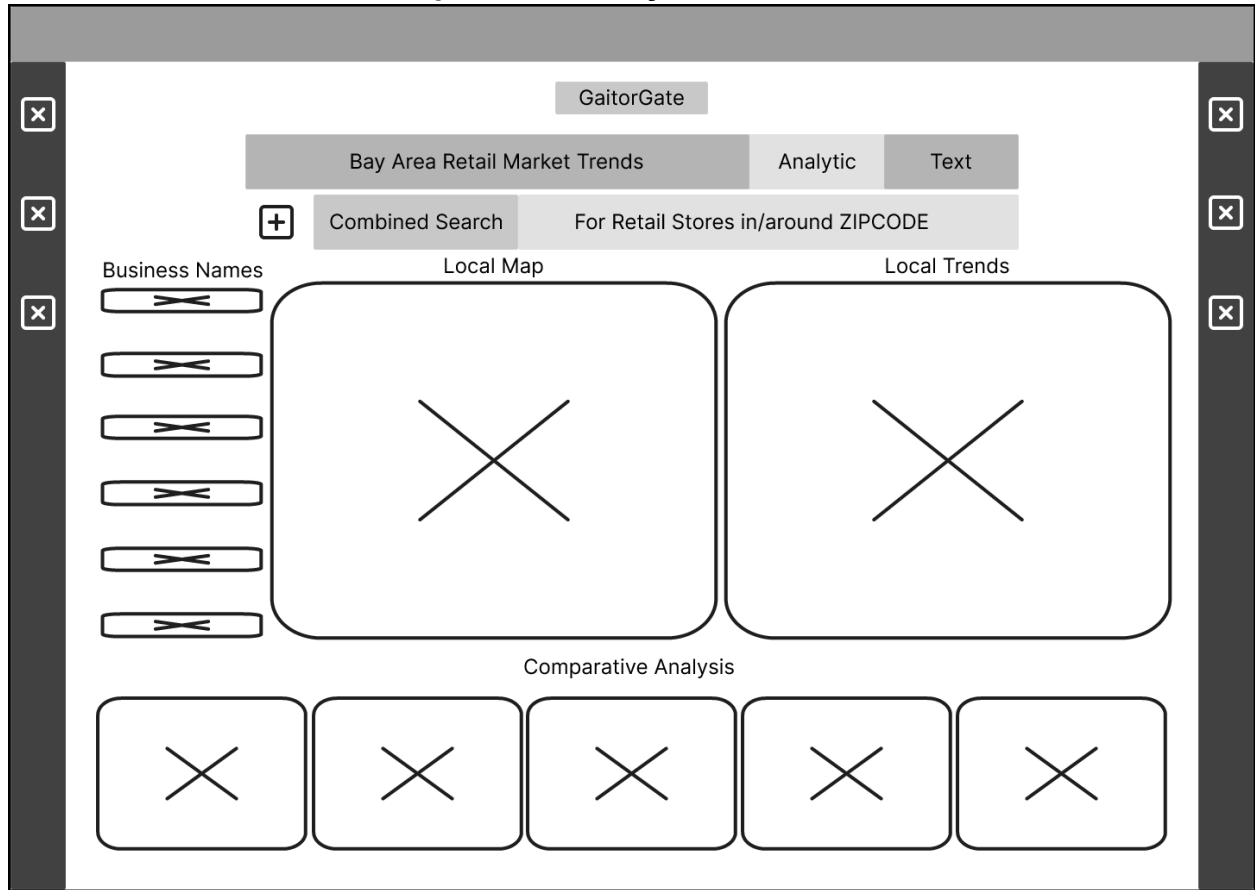 GaitorGate
Bay Area Retail Market Trends Analytic Text
Combined Search For Retail Stores in/around ZIPCODE
Business Names Local Map Local Trends
Comparative Analysis